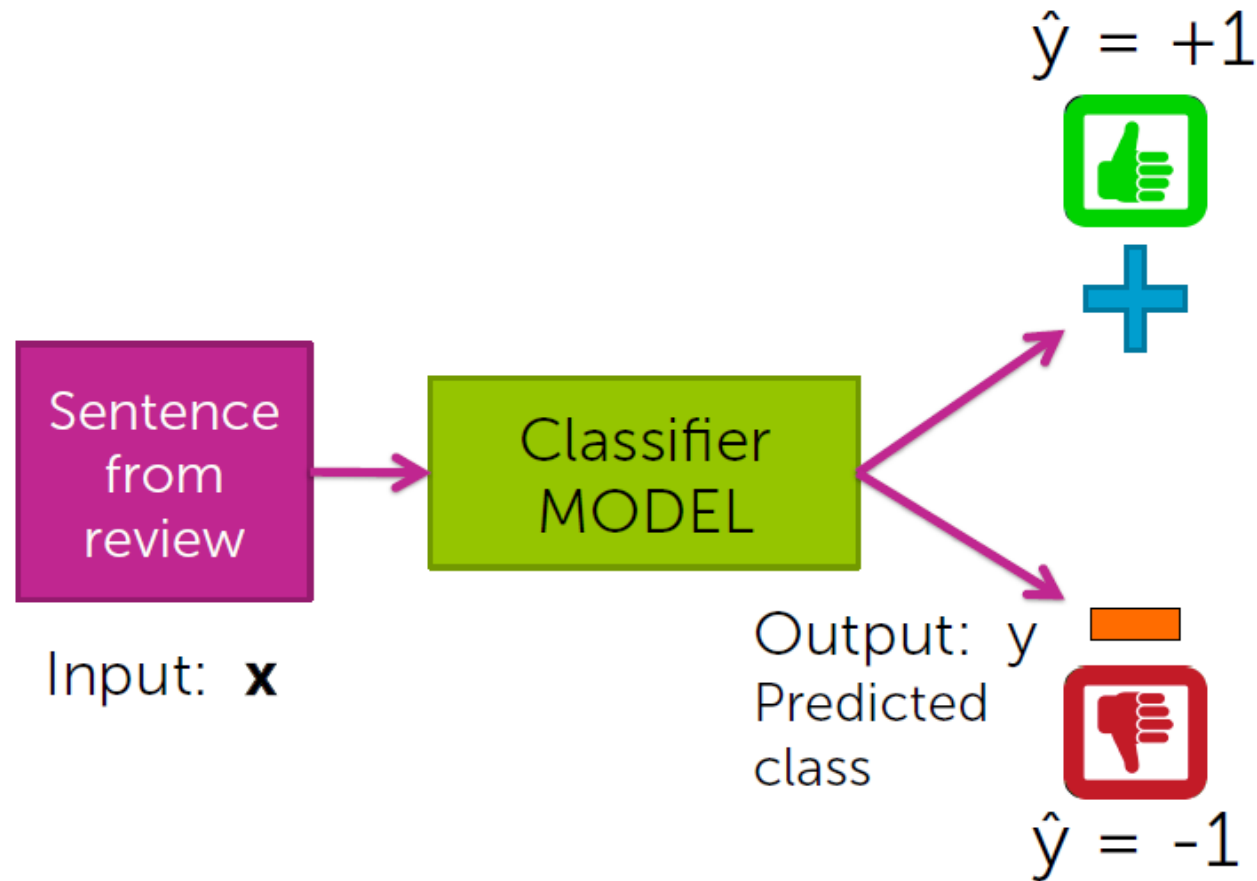 ŷ = +1
Sentence
from
review
Classifier
MODEL
Input: x
Output: y
Predicted
class
ŷ = -1